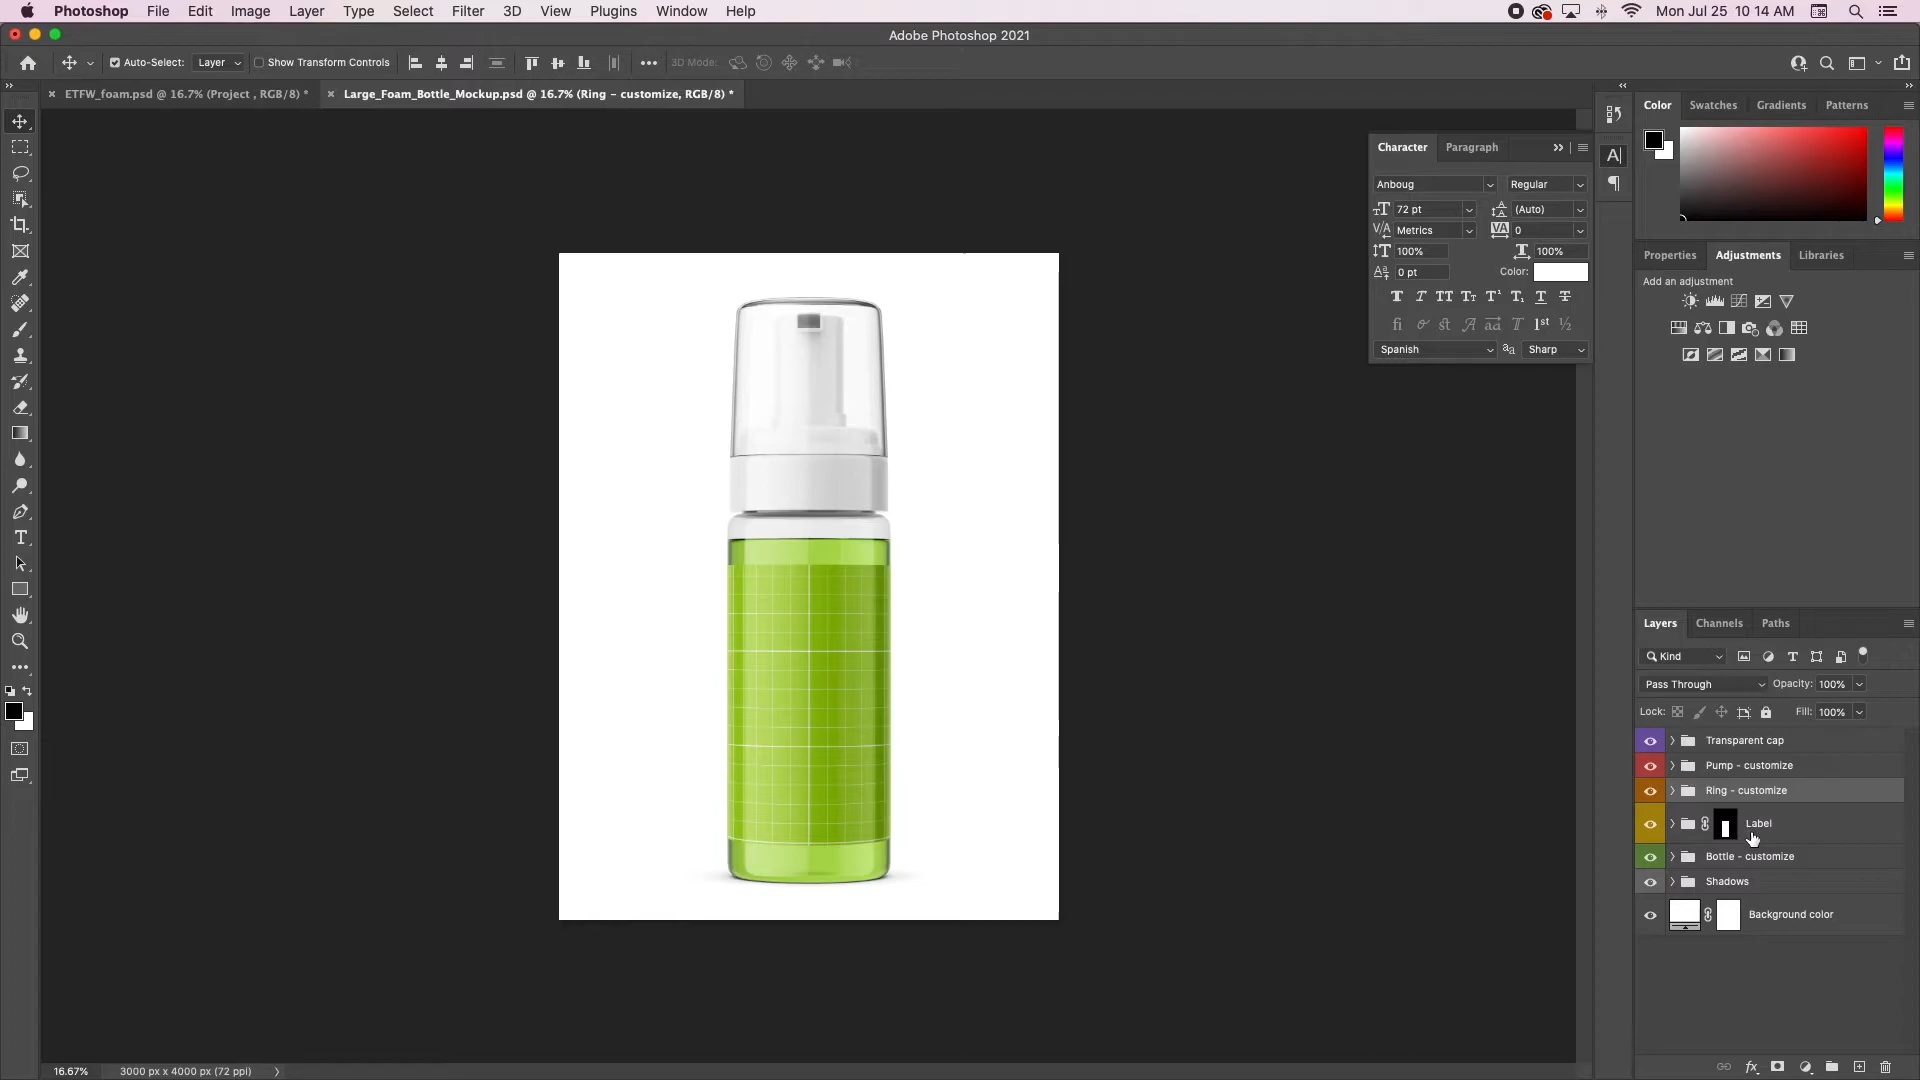 Photoshop File Edit Image Layer Type Select Filter 3D View Plugins Window Help Mon Jul 25 10 14 AM
Adobe Photoshop 2021
Auto-Select: Layer Show Transform Controls 3D Mode:
ETFW_foam.psd @ 16.7% (Project , RGB/8) * Large_Foam_Bottle_Mockup.psd @ 16.7% (Ring - customize, RGB/8) *
Color Swatches Gradients Patterns
Character Paragraph
Anboug Regular
72 pt (Auto)
Metrics 0
100% 100%
0 pt Color:
Spanish Sharp
Properties Adjustments Libraries
Add an adjustment
Layers Channels Paths
Kind
Pass Through Opacity: 100%
Lock: Fill: 100%
Transparent cap
Pump - customize
Ring - customize
Label
Bottle - customize
Shadows
Background color
16.67% 3000 px x 4000 px (72 ppi)